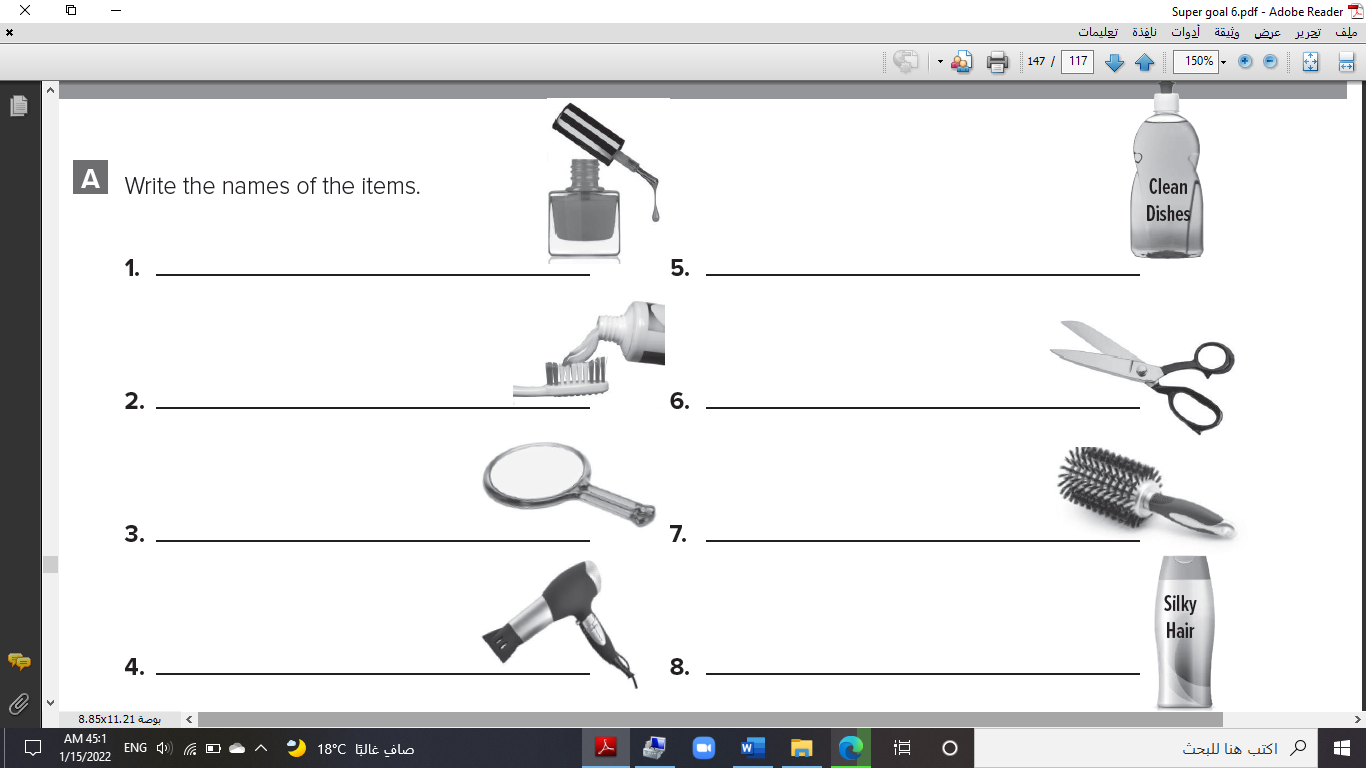 Super goal 6.pdf - Adobe Reader
ملف تحرير عرض وثيقة أدوات نافذة تعليمات
147 / 117
150%
A Write the names of the items.
Clean
Dishes
1.
5.
2.
6.
3.
7.
Silky
Hair
4.
8.
8.85x11.21 بوصة
AM 45:1
1/15/2022
ENG
18°C صافٍ غالبًا
اكتب هنا للبحث